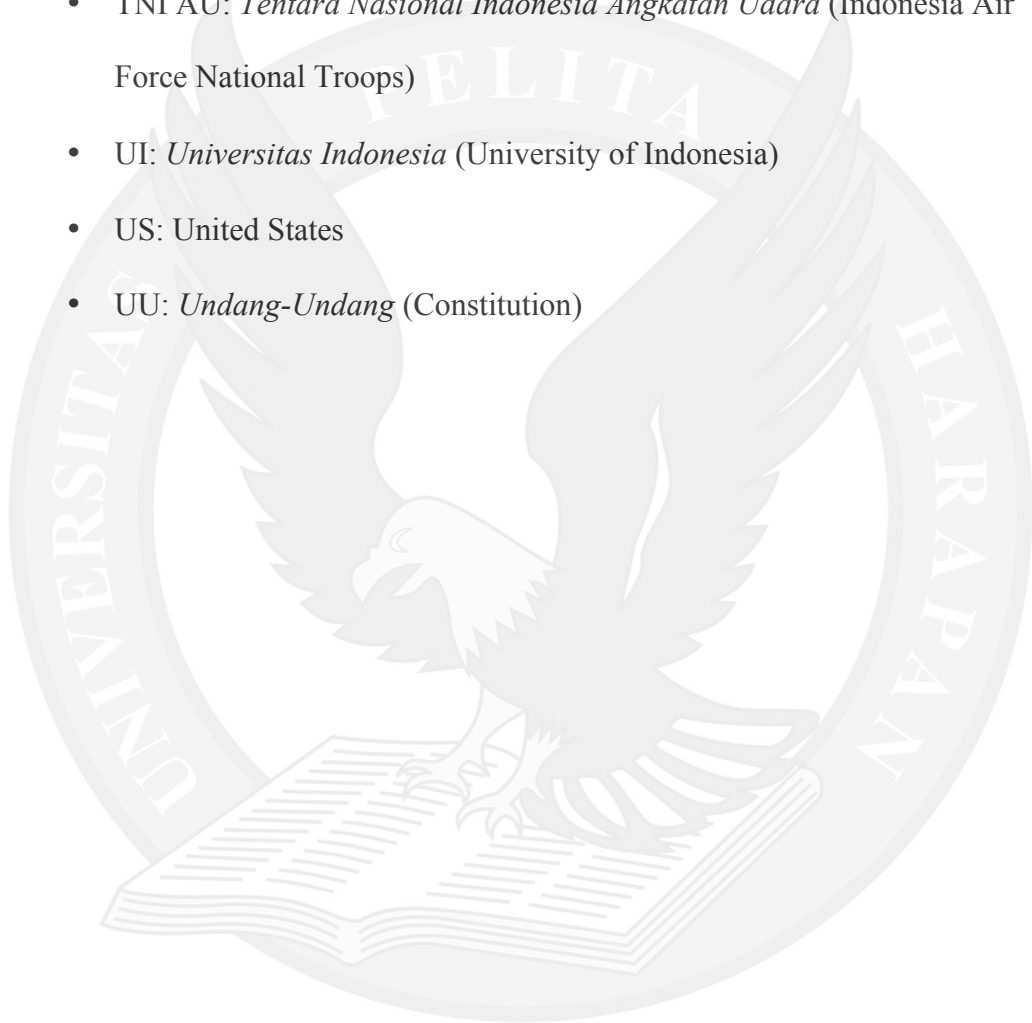 • TNI AU: Tentara Nasional Indonesia Angkatan Udara (Indonesia Air
Force National Troops)
• UI: Universitas Indonesia (University of Indonesia)
• US: United States
• UU: Undang-Undang (Constitution)
UNIVERSITAS PELITA HARAPAN